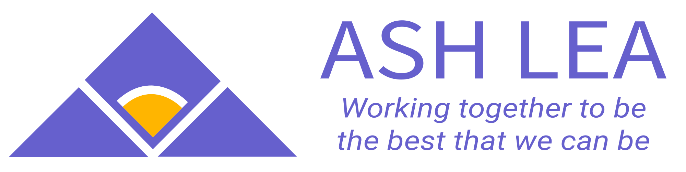 ASH LEA
Working together to be
the best that we can be